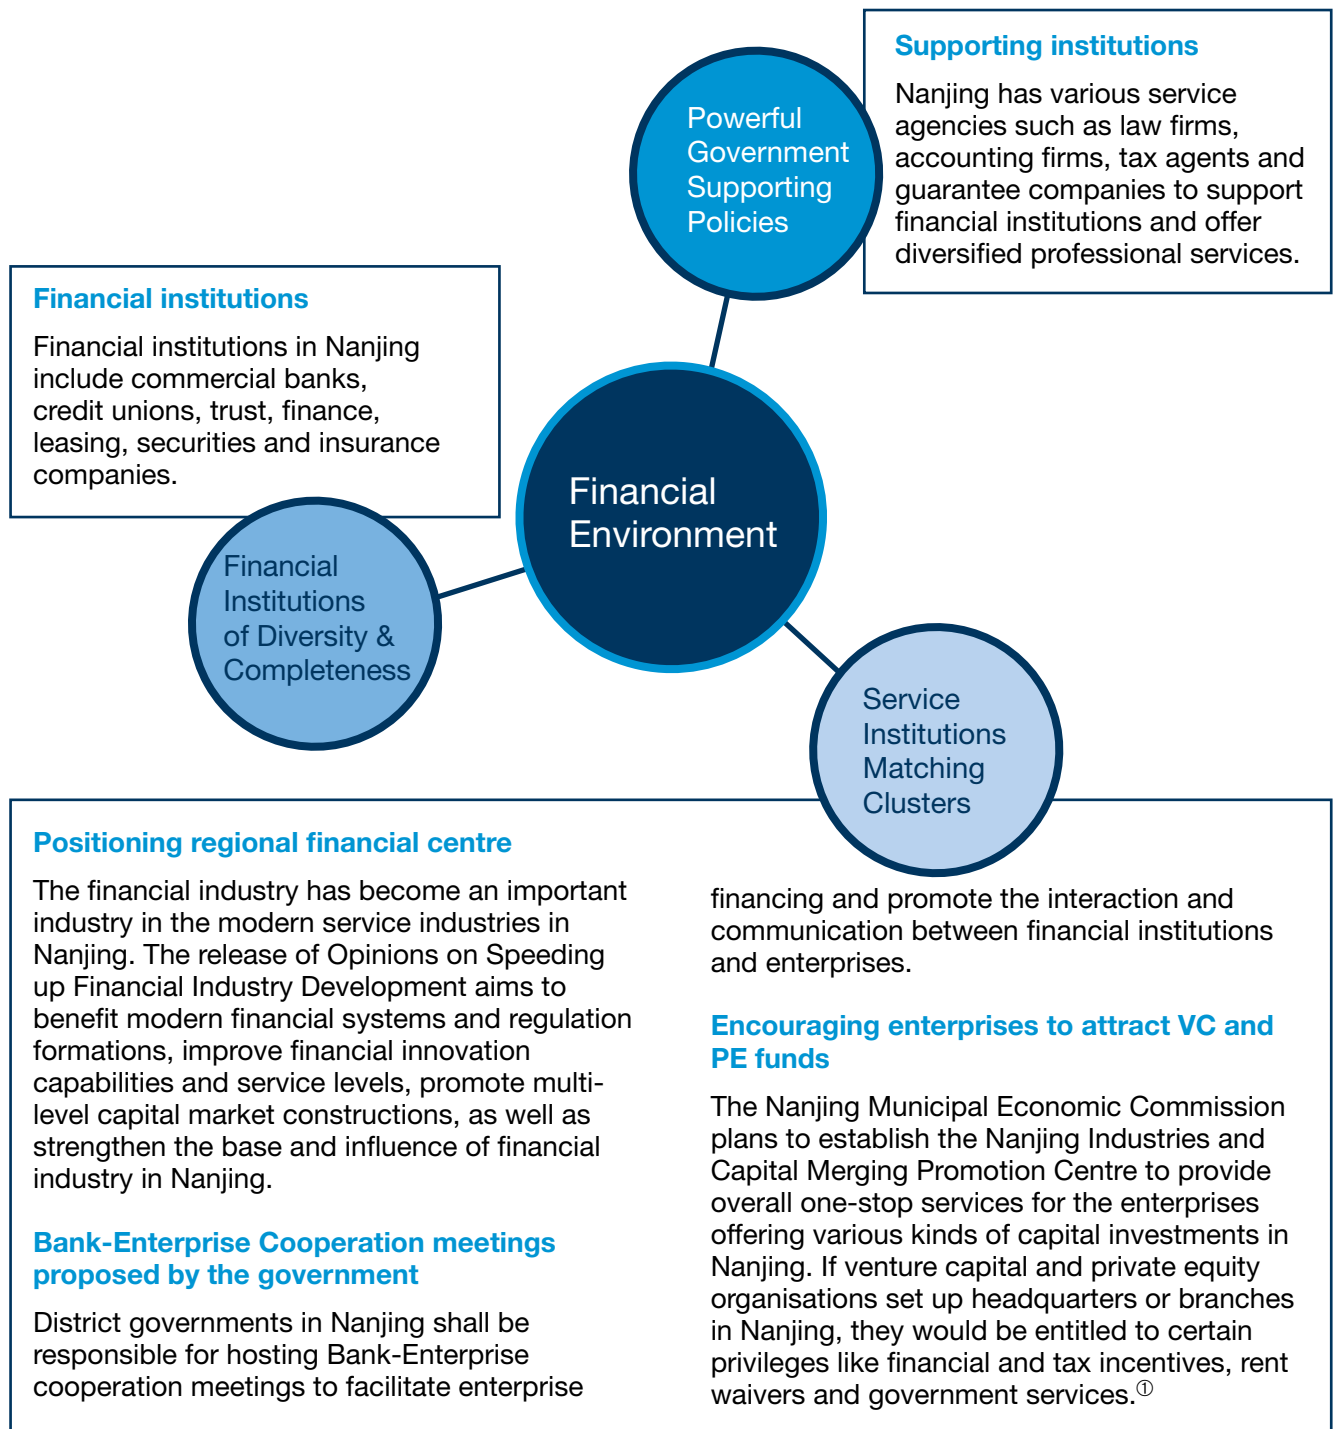 Supporting institutions
Nanjing has various service
agencies such as law firms,
accounting firms, tax agents and
guarantee companies to support
financial institutions and offer
diversified professional services.
Powerful
Government
Supporting
Policies
Financial institutions
Financial institutions in Nanjing
include commercial banks,
credit unions, trust, finance,
leasing, securities and insurance
companies.
Financial
Environment
Financial
Institutions
of Diversity &
Completeness
Service
Institutions
Matching
Clusters
Positioning regional financial centre
The financial industry has become an important
industry in the modern service industries in
Nanjing. The release of Opinions on Speeding
up Financial Industry Development aims to
benefit modern financial systems and regulation
formations, improve financial innovation
capabilities and service levels, promote multi-
level capital market constructions, as well as
strengthen the base and influence of financial
industry in Nanjing.
Bank-Enterprise Cooperation meetings
proposed by the government
District governments in Nanjing shall be
responsible for hosting Bank-Enterprise
cooperation meetings to facilitate enterprise
financing and promote the interaction and
communication between financial institutions
and enterprises.
Encouraging enterprises to attract VC and
PE funds
The Nanjing Municipal Economic Commission
plans to establish the Nanjing Industries and
Capital Merging Promotion Centre to provide
overall one-stop services for the enterprises
offering various kinds of capital investments in
Nanjing. If venture capital and private equity
organisations set up headquarters or branches
in Nanjing, they would be entitled to certain
privileges like financial and tax incentives, rent
waivers and government services.①